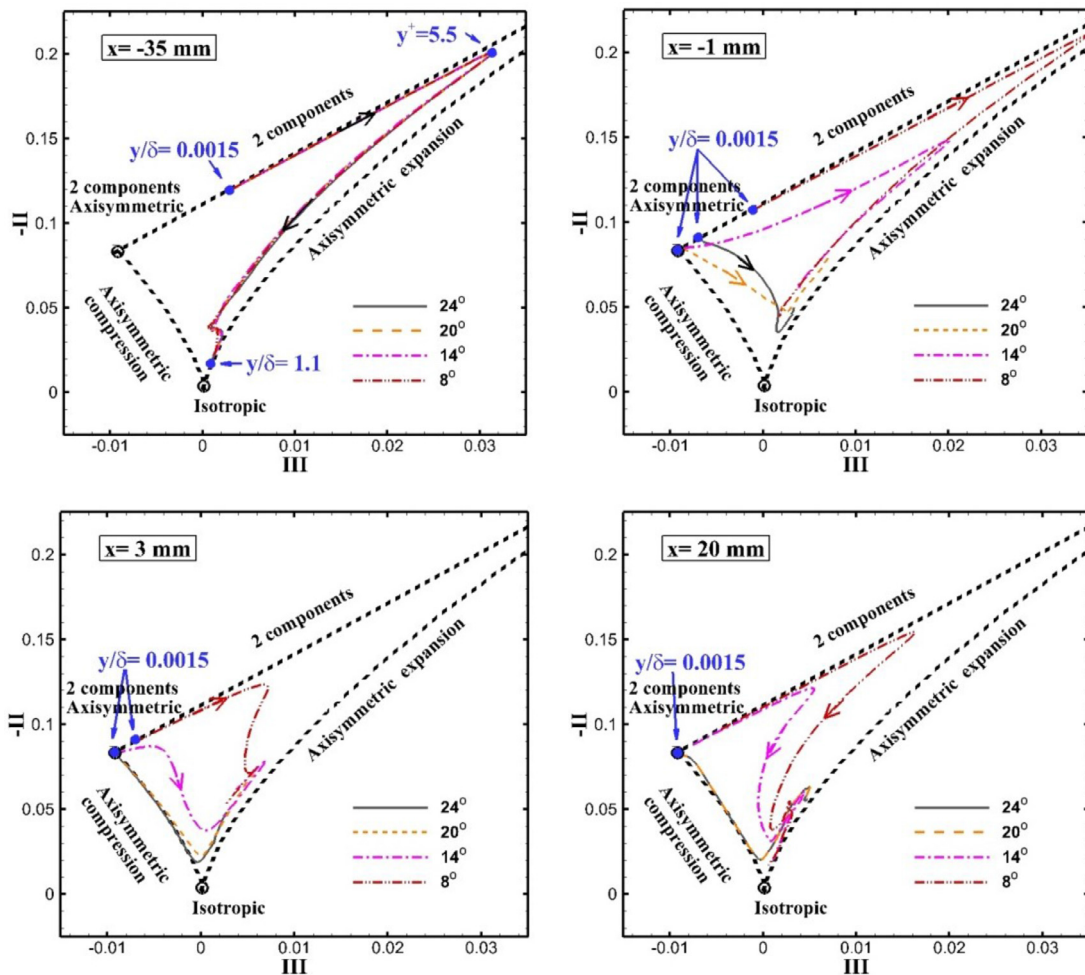 x= -35 mm
y⁺=5.5
2 components
y/δ= 0.0015
2 components
Axisymmetric
Axisymmetric expansion
Axisymmetric
compression
y/δ= 1.1
Isotropic
24°
20°
14°
8°
0.2
0.15
0.1
0.05
0
-II
-0.01
0
0.01
0.02
0.03
III
x= -1 mm
2 components
y/δ= 0.0015
2 components
Axisymmetric
Axisymmetric expansion
Axisymmetric
compression
Isotropic
24°
20°
14°
8°
0.2
0.15
0.1
0.05
0
-II
-0.01
0
0.01
0.02
0.03
III
x= 3 mm
2 components
y/δ= 0.0015
2 components
Axisymmetric
Axisymmetric expansion
Axisymmetric
compression
Isotropic
24°
20°
14°
8°
0.2
0.15
0.1
0.05
0
-II
-0.01
0
0.01
0.02
0.03
III
x= 20 mm
2 components
y/δ= 0.0015
2 components
Axisymmetric
Axisymmetric expansion
Axisymmetric
compression
Isotropic
24°
20°
14°
8°
0.2
0.15
0.1
0.05
0
-II
-0.01
0
0.01
0.02
0.03
III